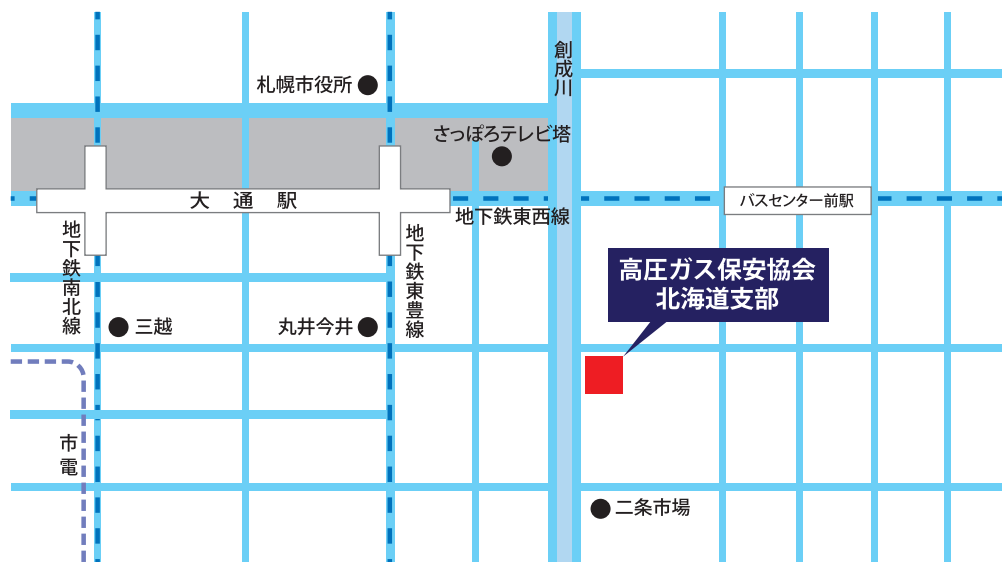 創成川
札幌市役所
さっぽろテレビ塔
大通駅
バスセンター前駅
地下鉄東西線
地下鉄南北線
地下鉄東豊線
高圧ガス保安協会
北海道支部
三越
丸井今井
市電
二条市場